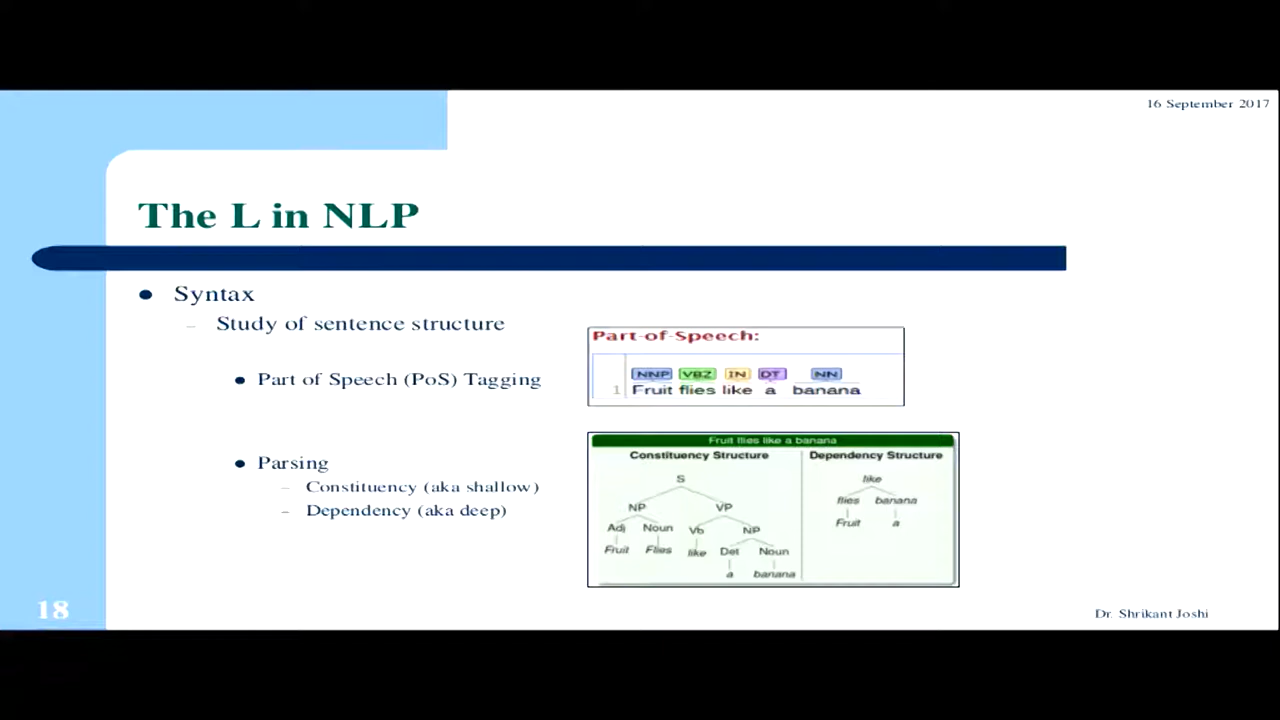 16 September 2017
The L in NLP
Syntax
– Study of sentence structure
Part of Speech (PoS) Tagging
Part-of-Speech:
NNP VBZ IN DT NN
1 Fruit flies like a banana
Parsing
– Constituency (aka shallow)
– Dependency (aka deep)
Fruit flies like a banana
Constituency Structure
S
NP VP
Adj Noun Vb NP
Fruit Flies like Det Noun
a banana
Dependency Structure
like
flies banana
Fruit a
18
Dr. Shrikant Joshi